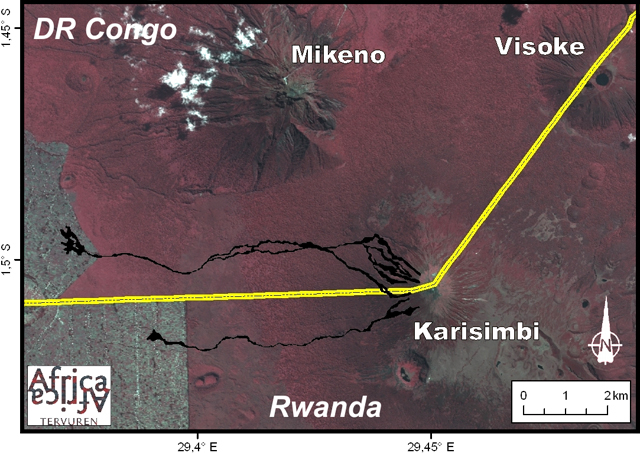 DR Congo
Mikeno
Visoke
1,45° S
1,5° S
Karisimbi
N
Africa
Africa
TERVUREN
Rwanda
0 1 2 km
29,4° E
29,45° E